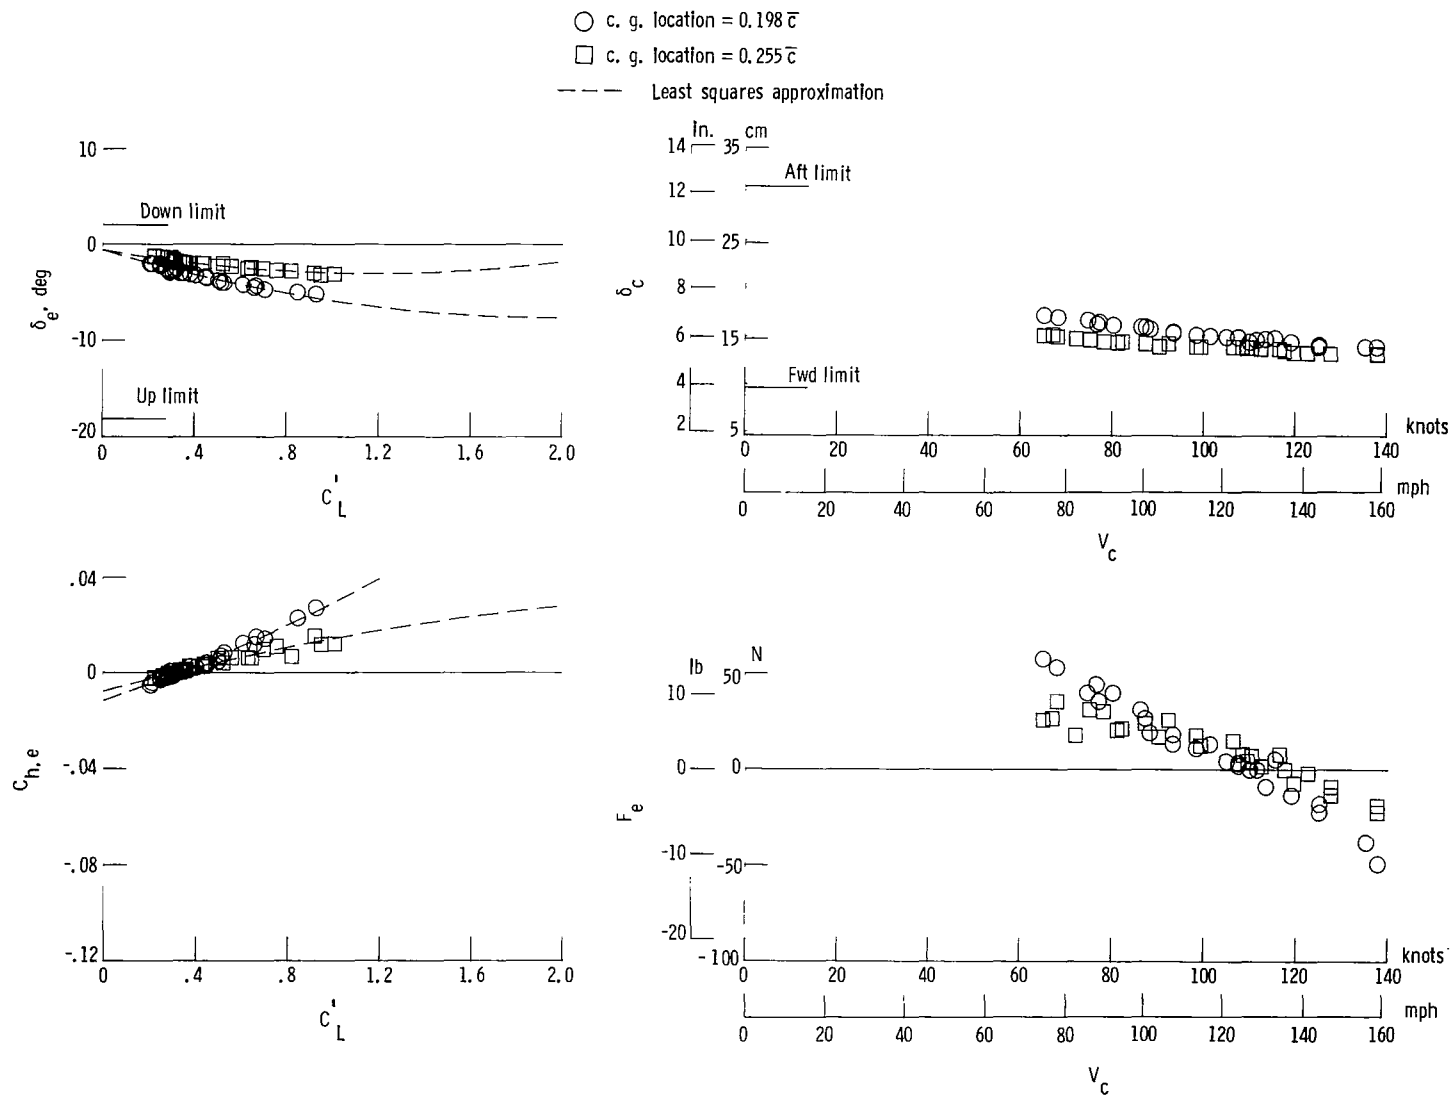 c. g. location = 0.198 c̄
c. g. location = 0.255 c̄
Least squares approximation
10
Down limit
0
δe, deg
-10
Up limit
-20
0 .4 .8 1.2 1.6 2.0
C'L
In. cm
14 35
Aft limit
12
10 25
8
δc
6 15
4
Fwd limit
2 5
0 20 40 60 80 100 120 140 knots
mph
0 20 40 60 80 100 120 140 160
Vc
.04
0
Ch, e
-.04
-.08
-.12
0 .4 .8 1.2 1.6 2.0
C'L
lb N
50
10
0 0
Fe
-10 -50
-20
-100
knots
0 20 40 60 80 100 120 140
mph
0 20 40 60 80 100 120 140 160
Vc